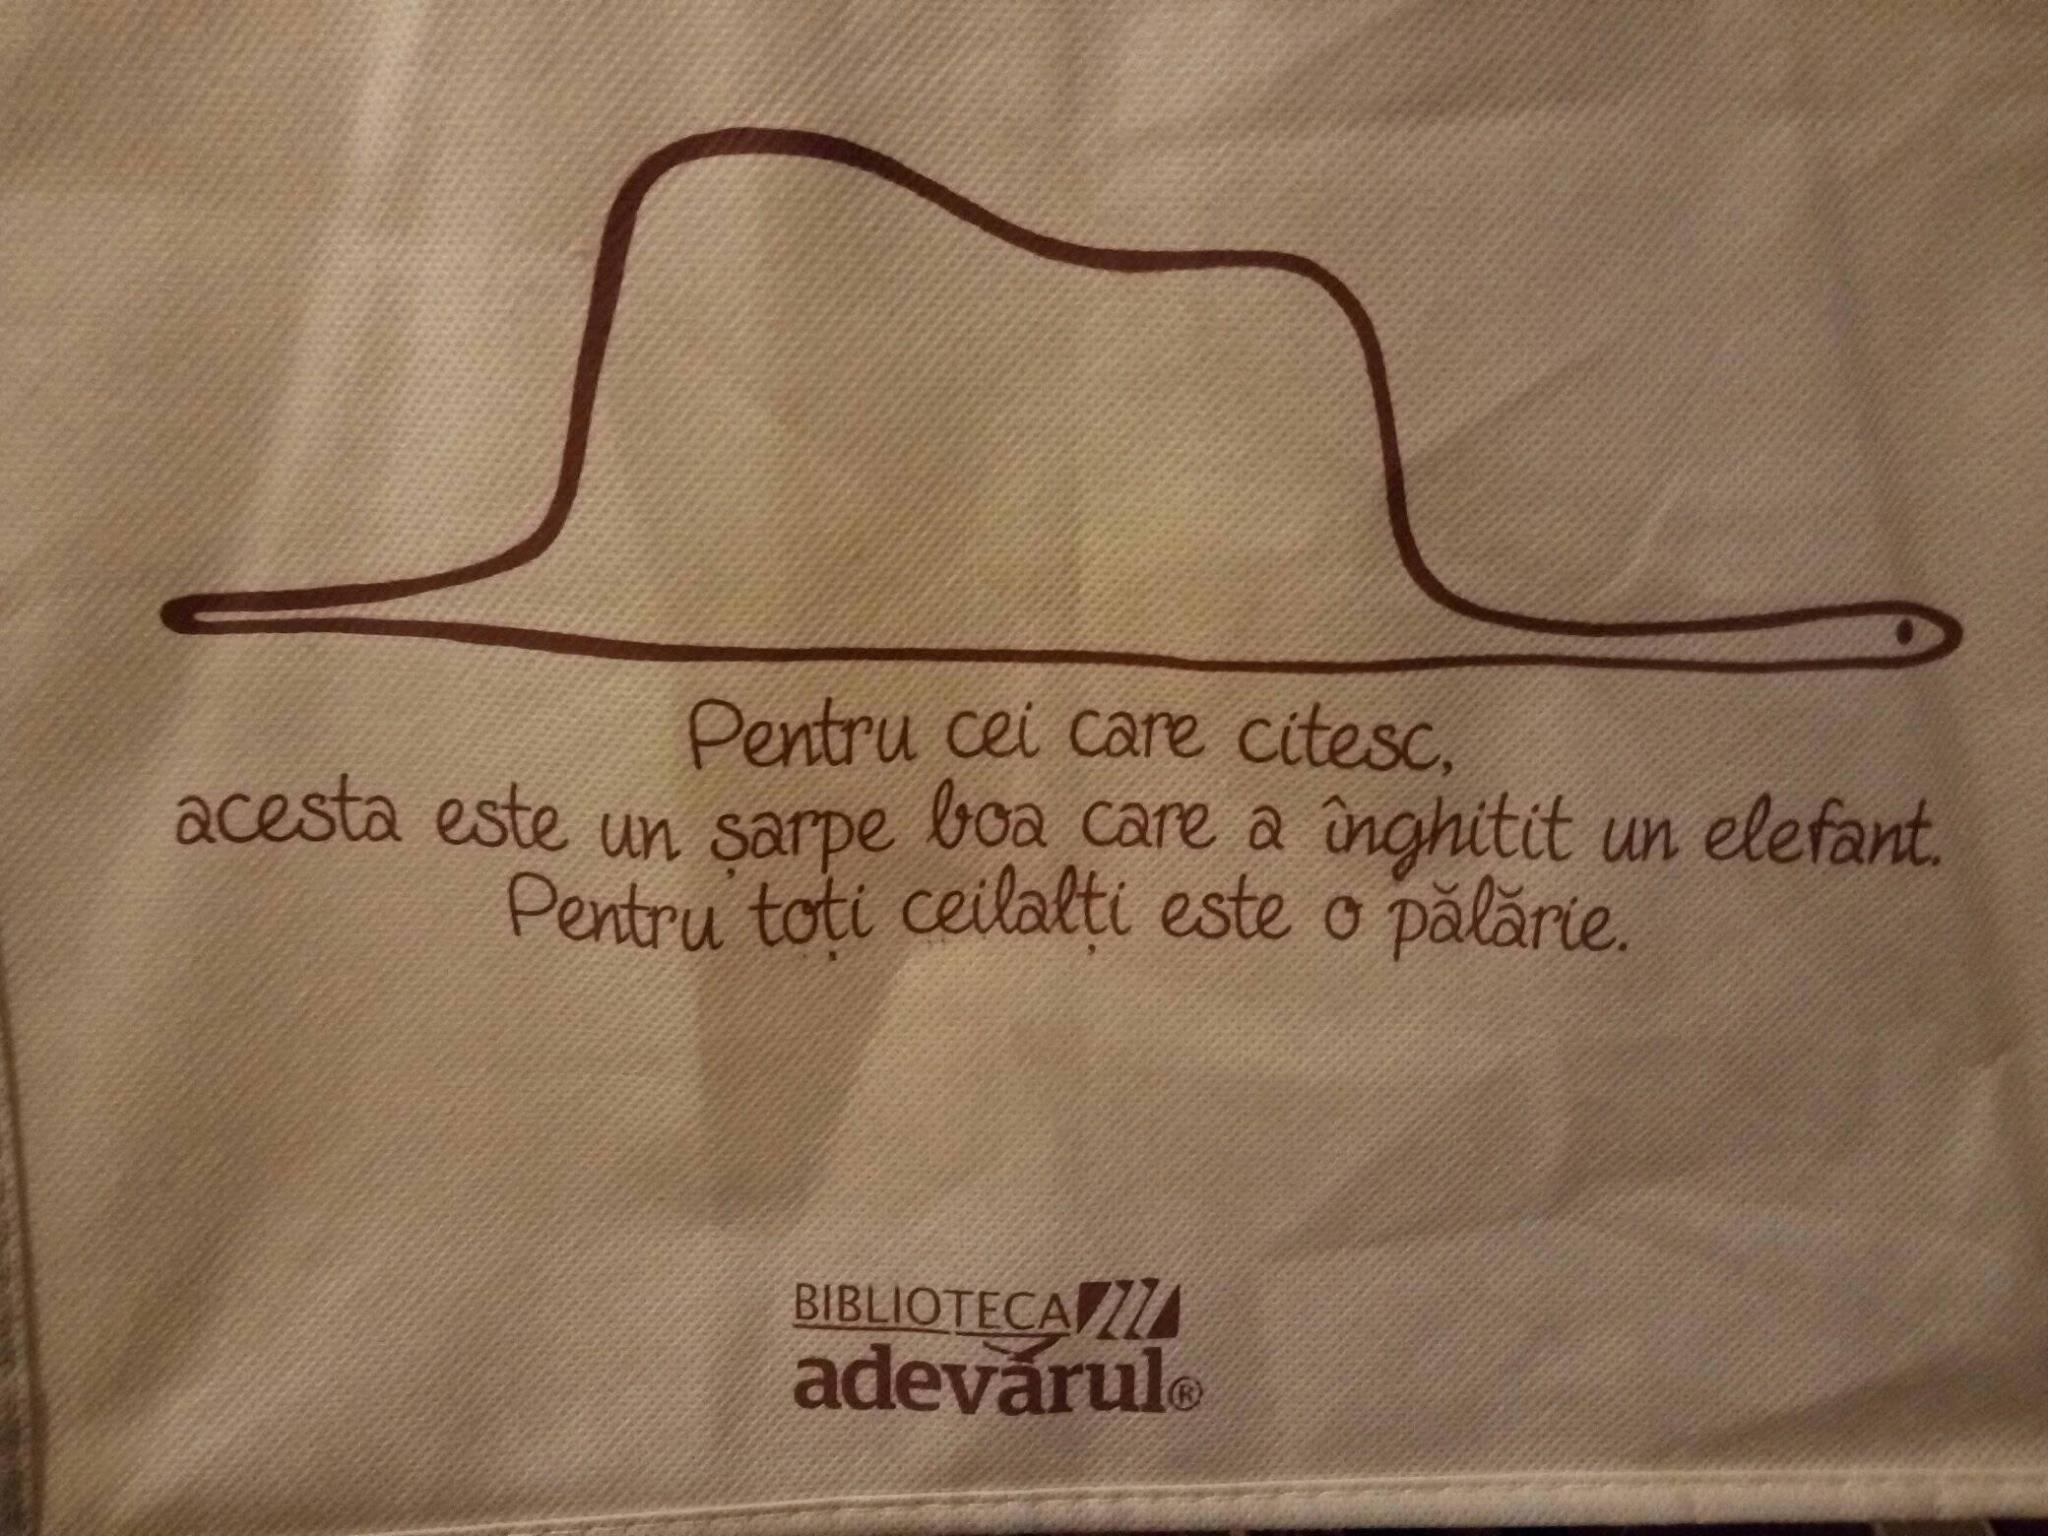 Pentru cei care citesc,
acesta este un șarpe boa care a înghitit un elefant.
Pentru toți ceilalți este o pălărie.
BIBLIOTECA
adevărul®